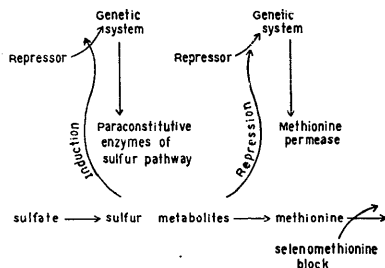 Genetic
system
Repressor
Paraconstitutive
enzymes of
sulfur pathway
Induction
Genetic
system
Repressor
Methionine
permease
Repression
sulfate sulfur metabolites methionine
selenomethionine
block